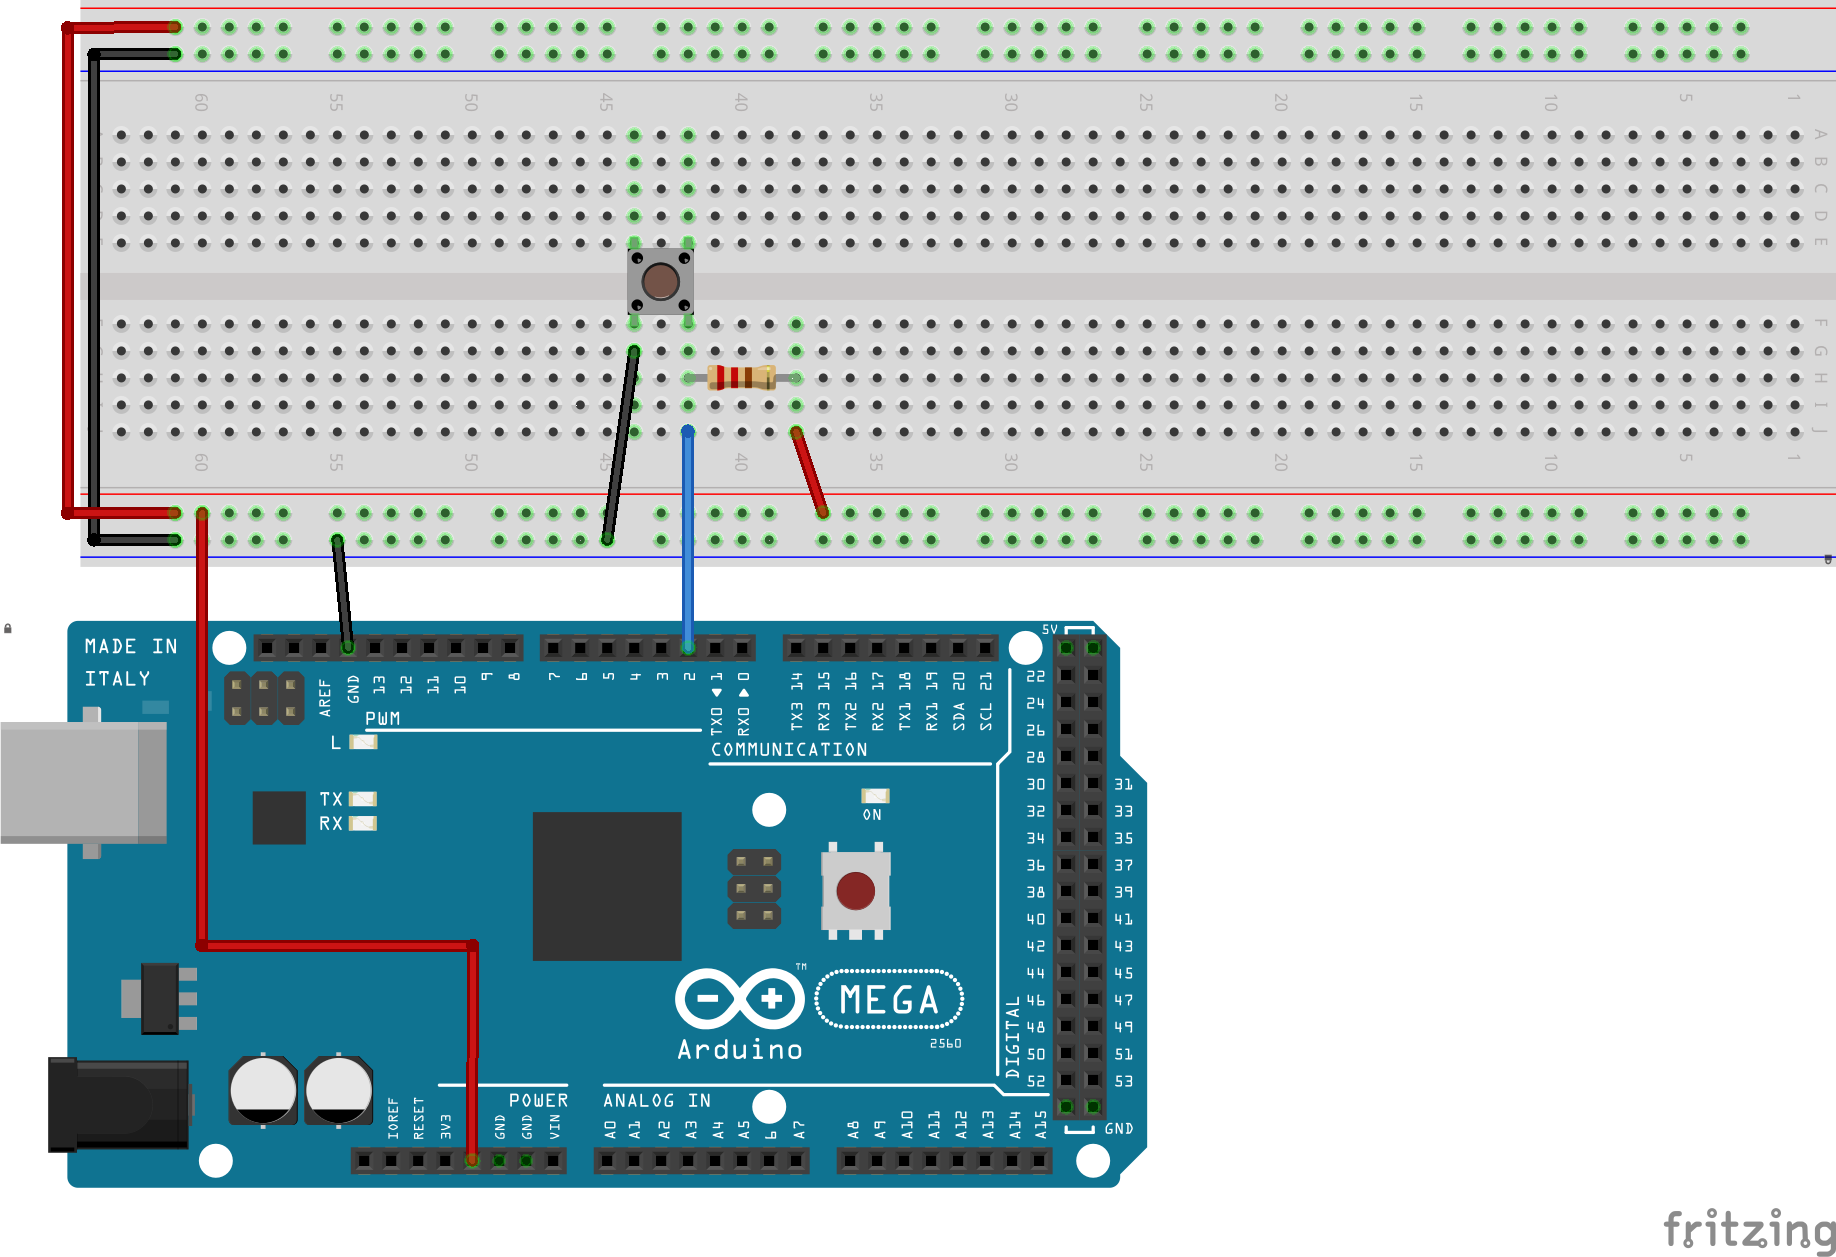 60 55 50 45 40 35 30 25 20 15 10 5 1
A
B
C
D
E
F
G
H
I
J
60 55 50 45 40 35 30 25 20 15 10 5 1
MADE IN
ITALY
AREF GND 13 12 11 10 9 8 7 6 5 4 3 2 TX0 1 RX0 0 TX3 14 RX3 15 TX2 16 RX2 17 TX1 18 RX1 19 SDA 20 SCL 21
5V
PWM
COMMUNICATION
L
TX
RX
ON
22
24
26
28
30 31
32 33
34 35
36 37
38 39
40 41
42 43
44 45
46 47
48 49
50 51
52 53
DIGITAL
GND
TM
MEGA
2560
Arduino
POWER
ANALOG IN
IOREF RESET 3V3 GND GND VIN A0 A1 A2 A3 A4 A5 6 A7 A8 A9 A10 A11 A12 A13 A14 A15
fritzing